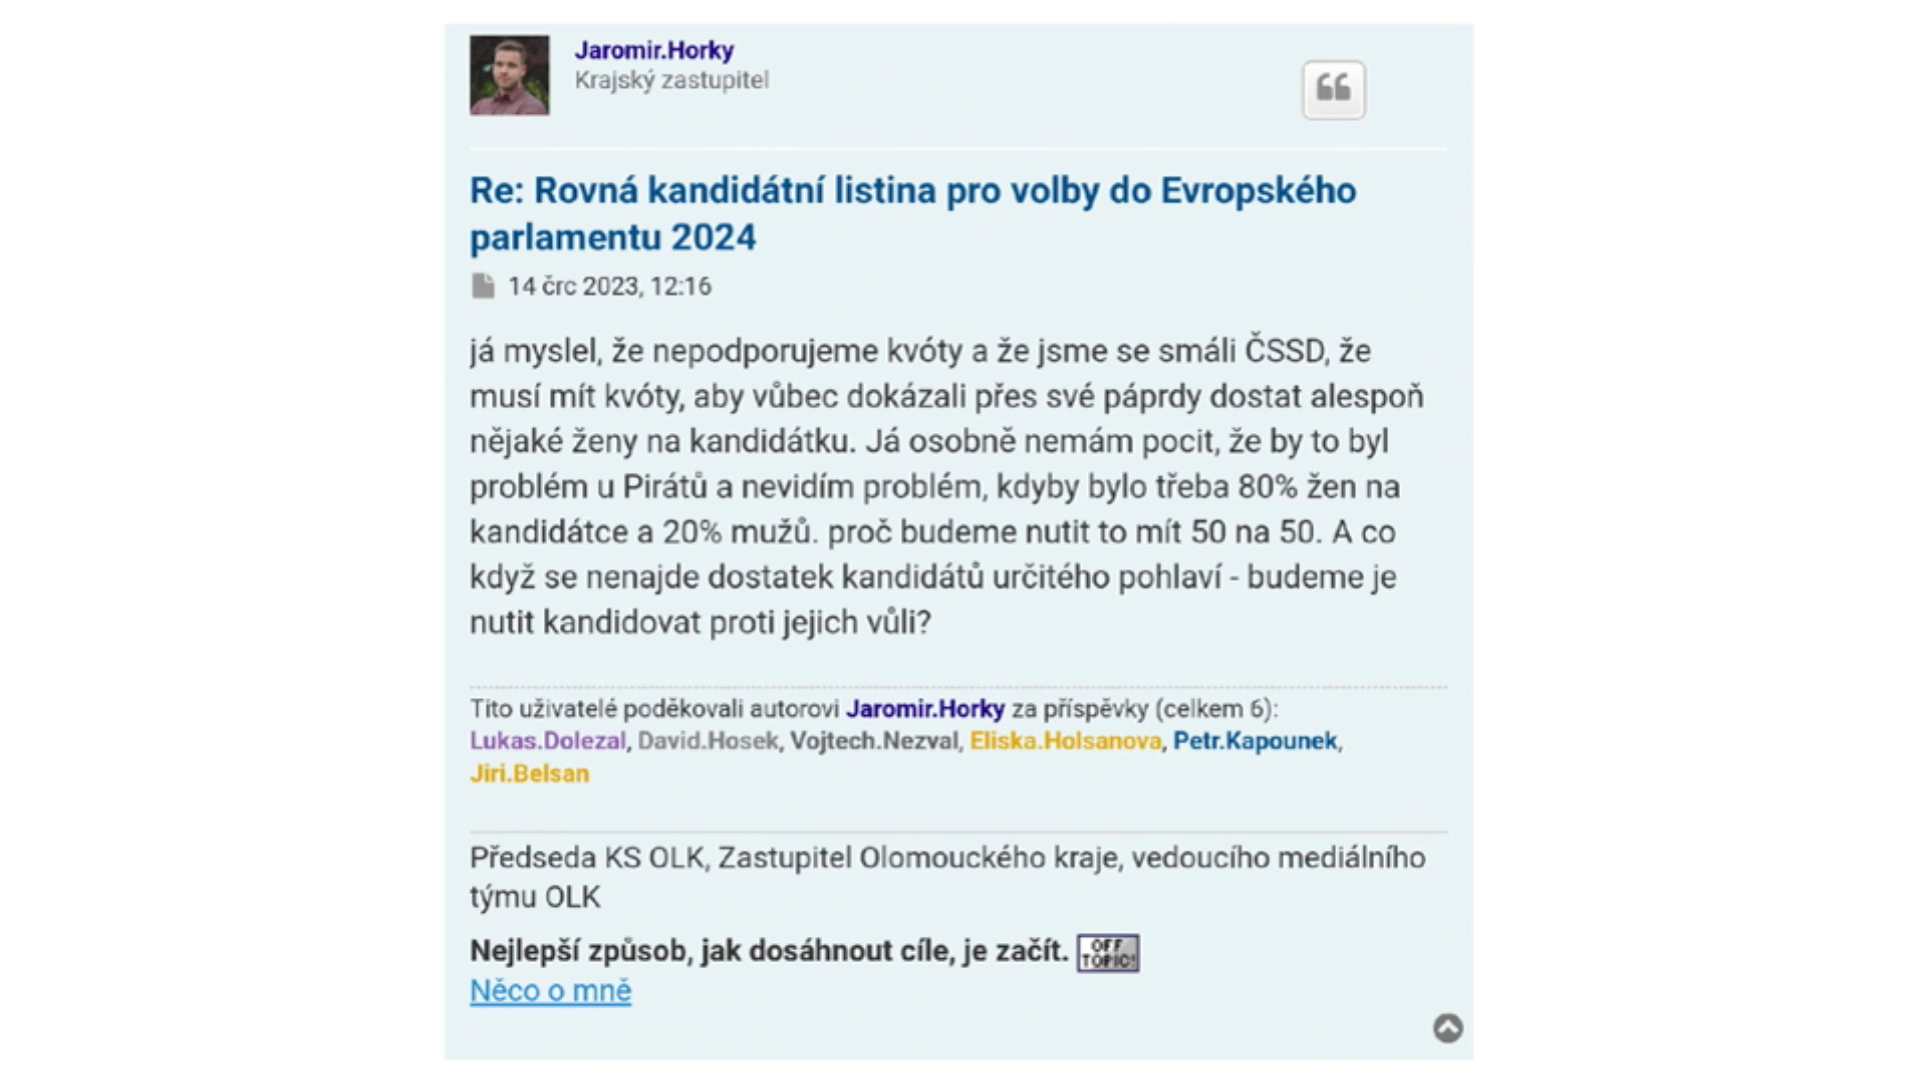 Jaromir.Horky
Krajský zastupitel
Re: Rovná kandidátní listina pro volby do Evropského
parlamentu 2024
14 črc 2023, 12:16
já myslel, že nepodporujeme kvóty a že jsme se smáli ČSSD, že
musí mít kvóty, aby vůbec dokázali přes své páprdy dostat alespoň
nějaké ženy na kandidátku. Já osobně nemám pocit, že by to byl
problém u Pirátů a nevidím problém, kdyby bylo třeba 80% žen na
kandidátce a 20% mužů. proč budeme nutit to mít 50 na 50. A co
když se nenajde dostatek kandidátů určitého pohlaví - budeme je
nutit kandidovat proti jejich vůli?
Tito uživatelé poděkovali autorovi Jaromir.Horky za příspěvky (celkem 6):
Lukas.Dolezal, David.Hosek, Vojtech.Nezval, Eliska.Holsanova, Petr.Kapounek,
Jiri.Belsan
Předseda KS OLK, Zastupitel Olomouckého kraje, vedoucího mediálního
týmu OLK
Nejlepší způsob, jak dosáhnout cíle, je začít. OFF TOPIC!
Něco o mně